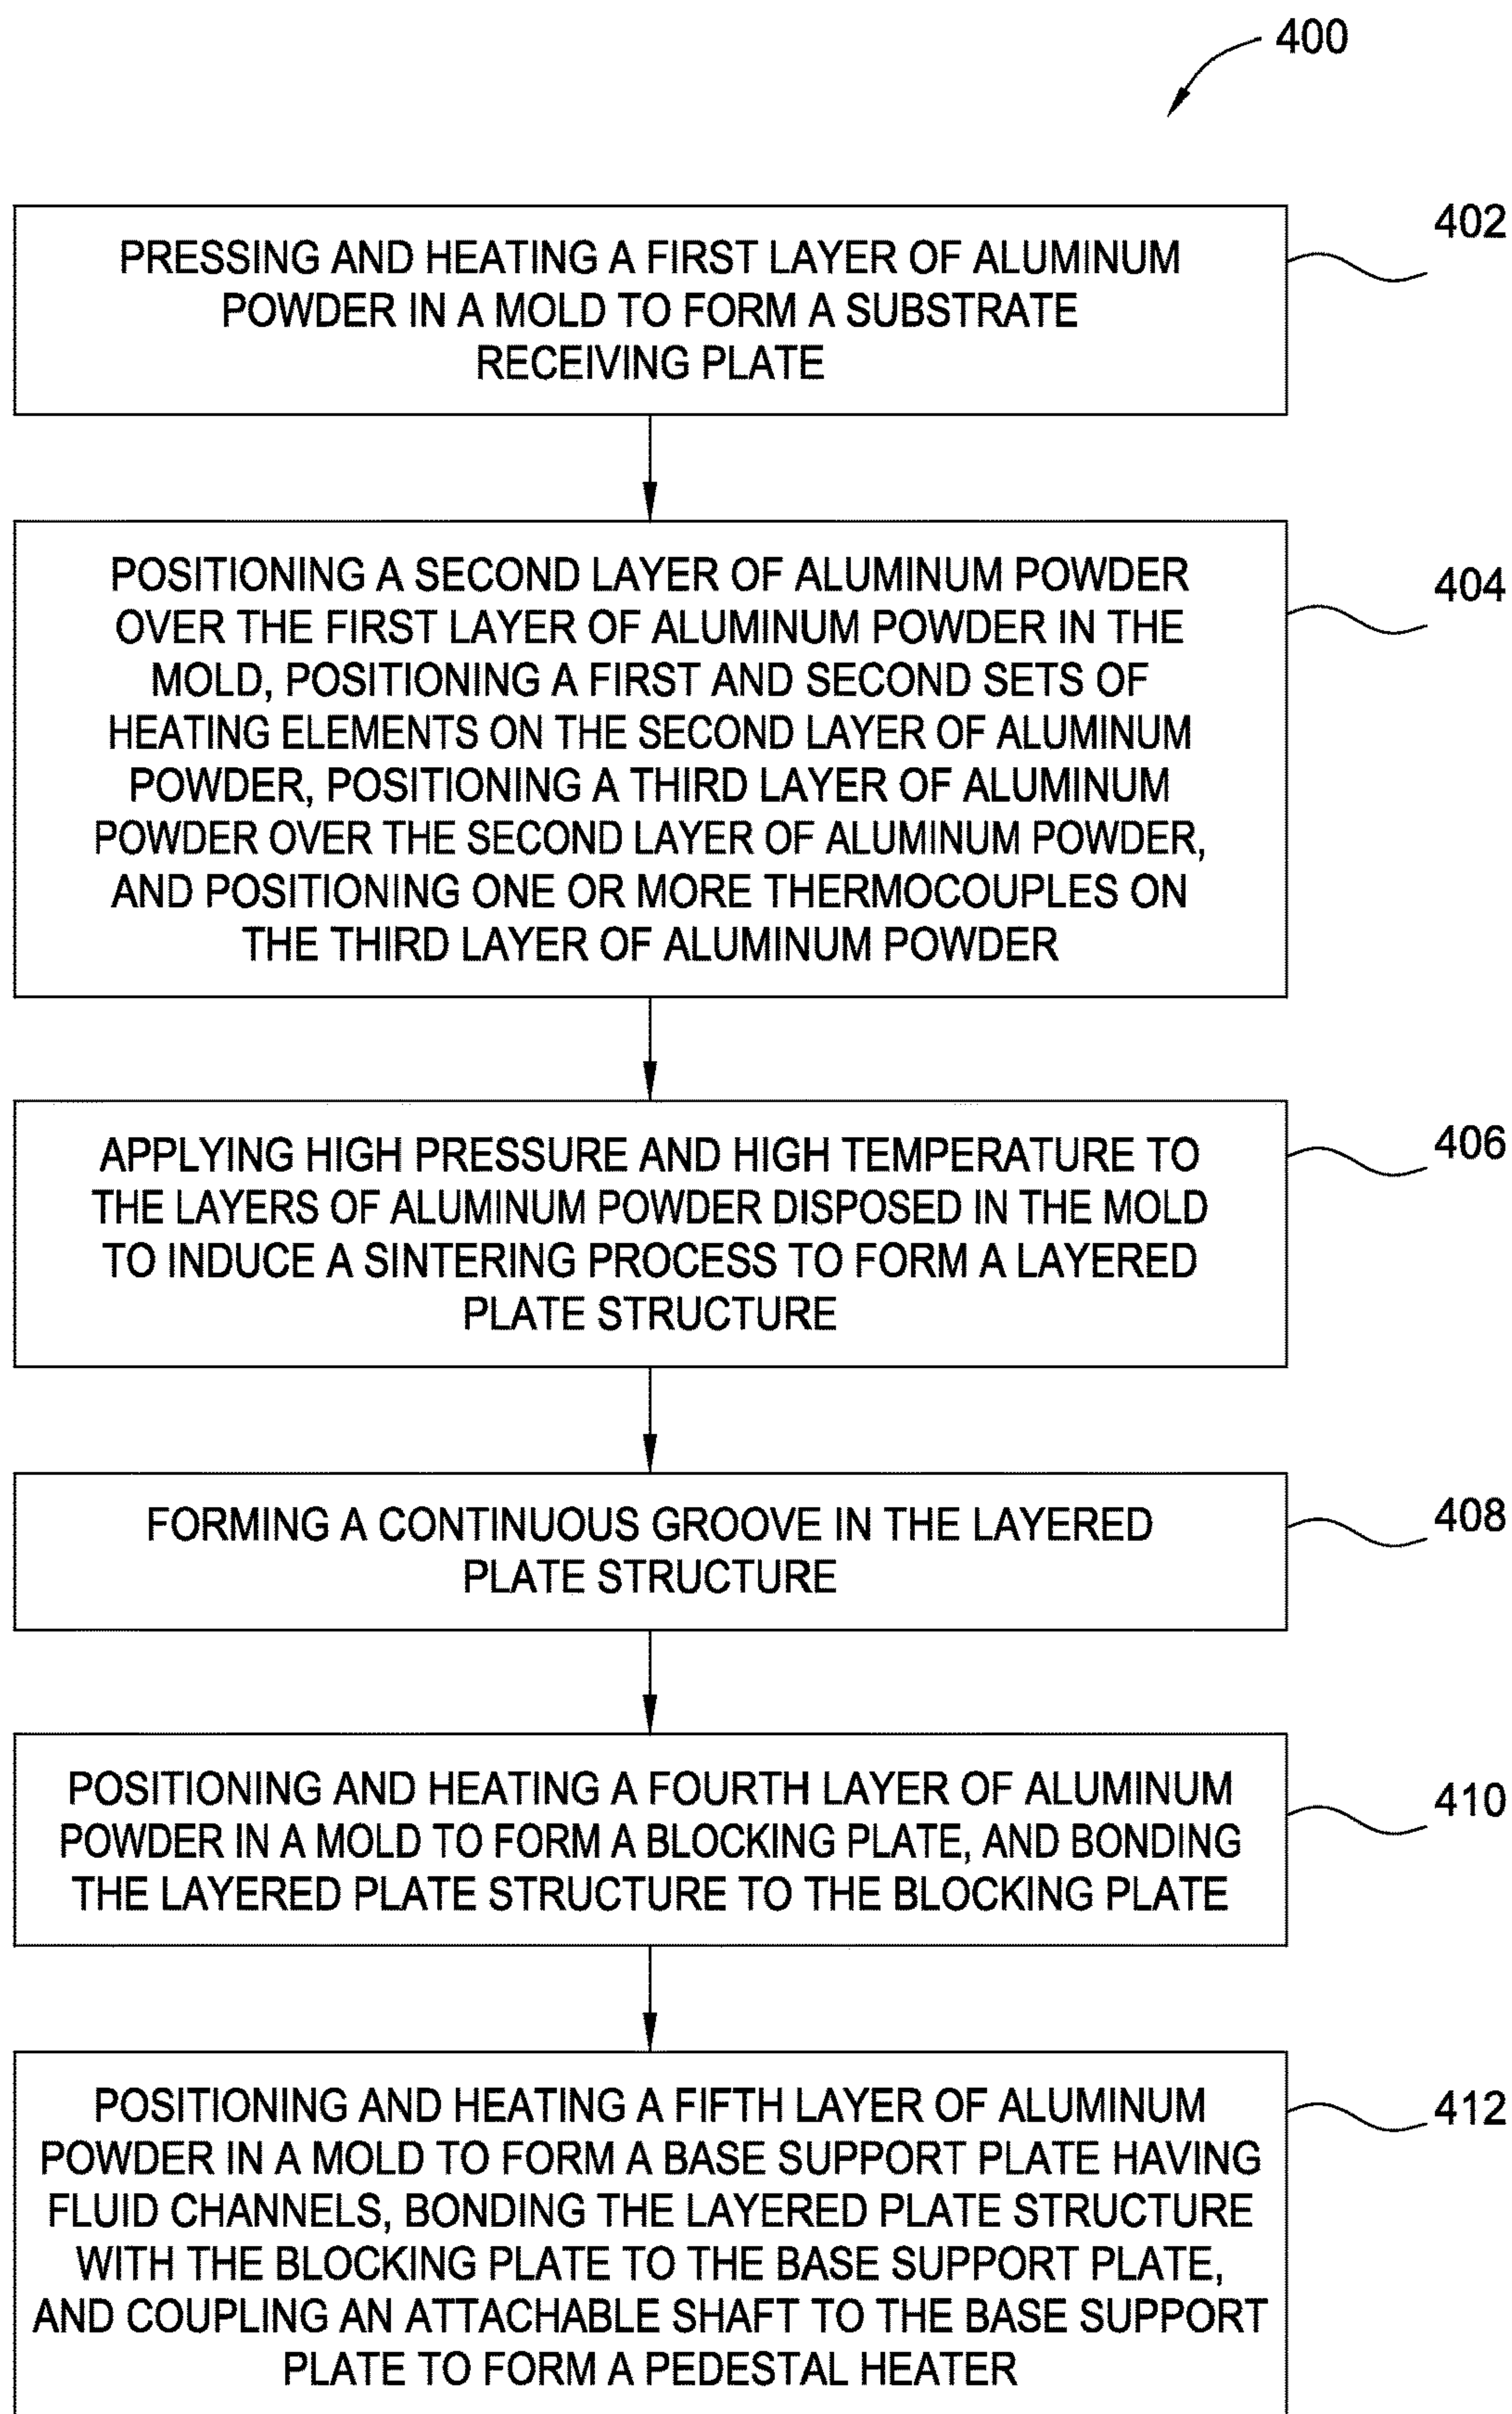 400
402
PRESSING AND HEATING A FIRST LAYER OF ALUMINUM
POWDER IN A MOLD TO FORM A SUBSTRATE
RECEIVING PLATE
404
POSITIONING A SECOND LAYER OF ALUMINUM POWDER
OVER THE FIRST LAYER OF ALUMINUM POWDER IN THE
MOLD, POSITIONING A FIRST AND SECOND SETS OF
HEATING ELEMENTS ON THE SECOND LAYER OF ALUMINUM
POWDER, POSITIONING A THIRD LAYER OF ALUMINUM
POWDER OVER THE SECOND LAYER OF ALUMINUM POWDER,
AND POSITIONING ONE OR MORE THERMOCOUPLES ON
THE THIRD LAYER OF ALUMINUM POWDER
406
APPLYING HIGH PRESSURE AND HIGH TEMPERATURE TO
THE LAYERS OF ALUMINUM POWDER DISPOSED IN THE MOLD
TO INDUCE A SINTERING PROCESS TO FORM A LAYERED
PLATE STRUCTURE
408
FORMING A CONTINUOUS GROOVE IN THE LAYERED
PLATE STRUCTURE
410
POSITIONING AND HEATING A FOURTH LAYER OF ALUMINUM
POWDER IN A MOLD TO FORM A BLOCKING PLATE, AND BONDING
THE LAYERED PLATE STRUCTURE TO THE BLOCKING PLATE
412
POSITIONING AND HEATING A FIFTH LAYER OF ALUMINUM
POWDER IN A MOLD TO FORM A BASE SUPPORT PLATE HAVING
FLUID CHANNELS, BONDING THE LAYERED PLATE STRUCTURE
WITH THE BLOCKING PLATE TO THE BASE SUPPORT PLATE,
AND COUPLING AN ATTACHABLE SHAFT TO THE BASE SUPPORT
PLATE TO FORM A PEDESTAL HEATER